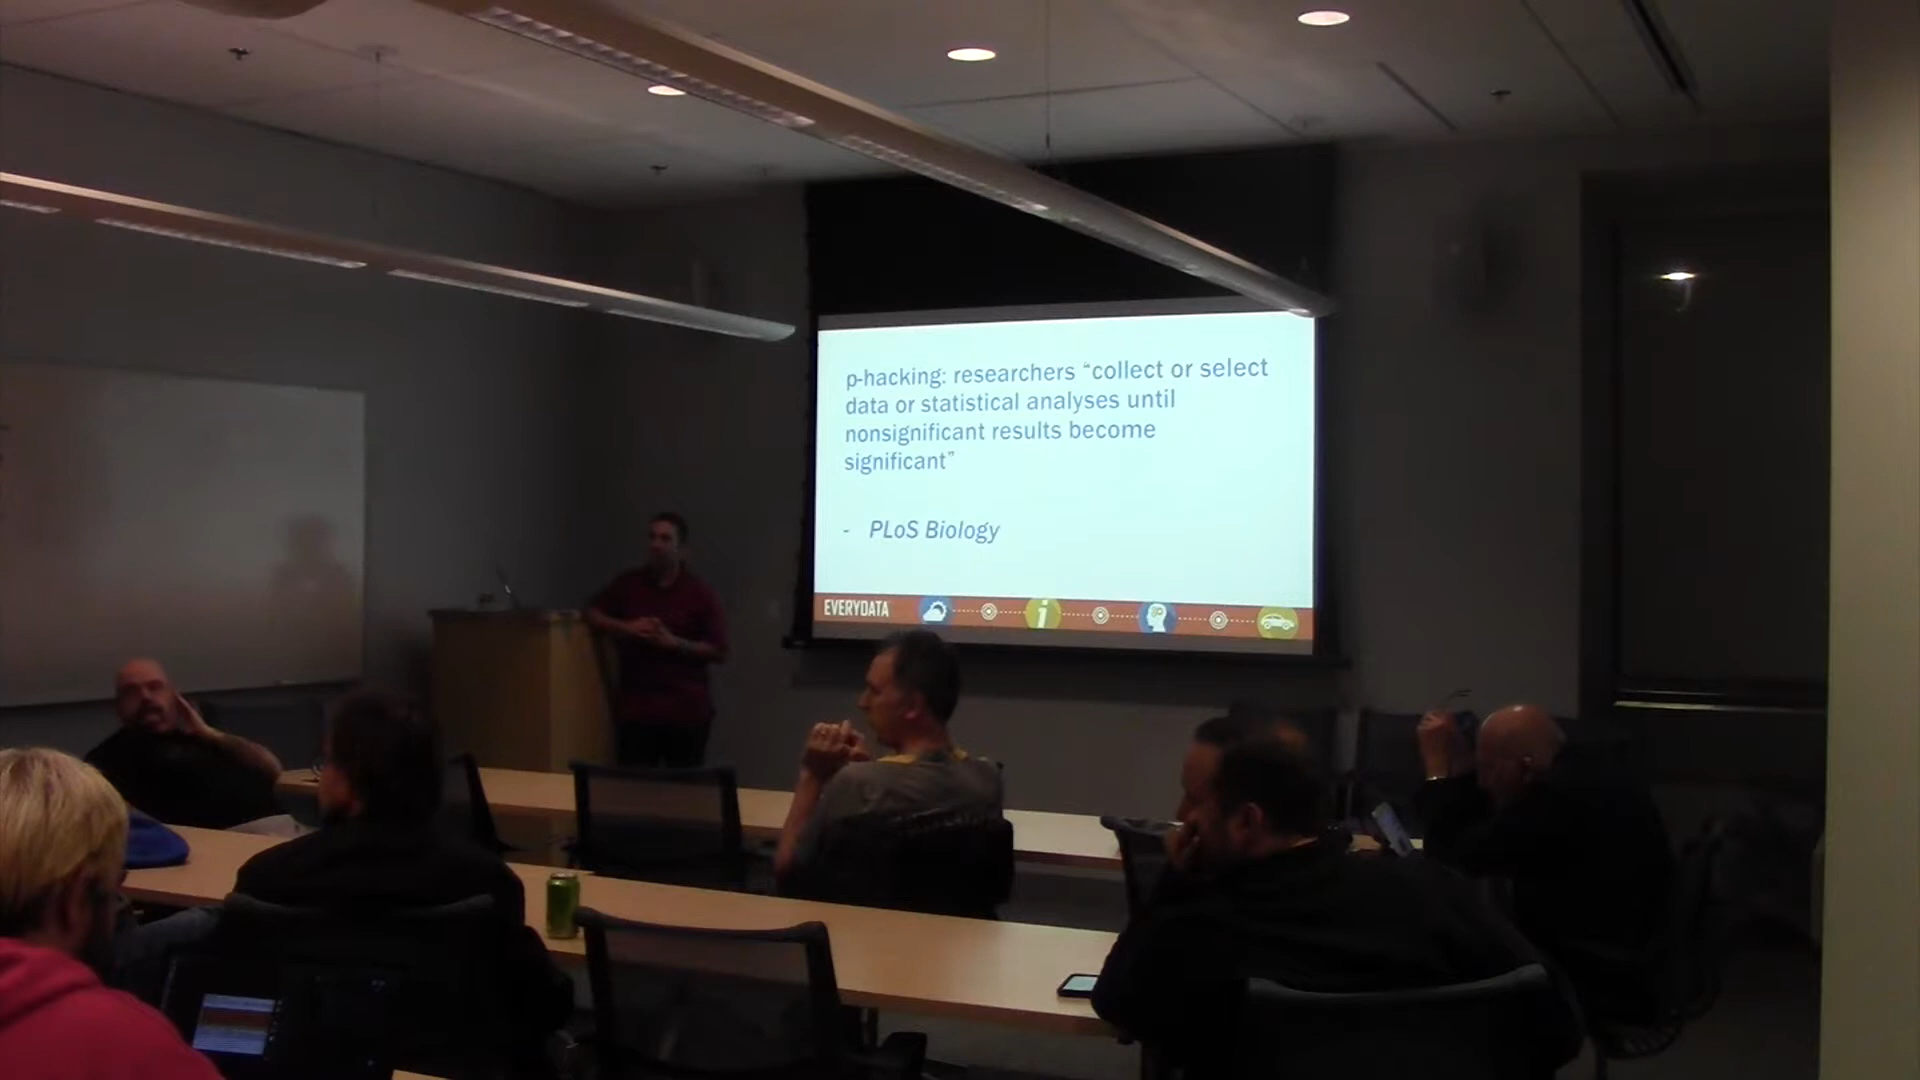 p-hacking: researchers “collect or select
data or statistical analyses until
nonsignificant results become
significant”
- PLoS Biology
EVERYDATA